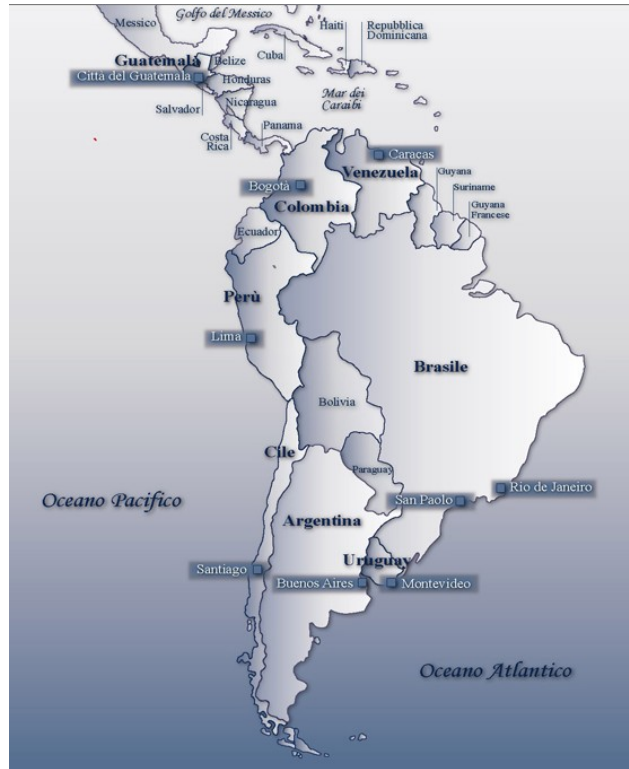 Golfo del Messico
Messico
Haiti
Repubblica
Dominicana
Cuba
Guatemala
Belize
Città del Guatemala
Honduras
Mar dei
Caraibi
Nicaragua
Salvador
Costa
Rica
Panama
Caracas
Venezuela
Guyana
Suriname
Guyana
Francese
Bogotà
Colombia
Ecuador
Perù
Lima
Brasile
Bolivia
Cile
Paraguay
Rio de Janeiro
San Paolo
Oceano Pacifico
Argentina
Uruguay
Santiago
Buenos Aires
Montevideo
Oceano Atlantico